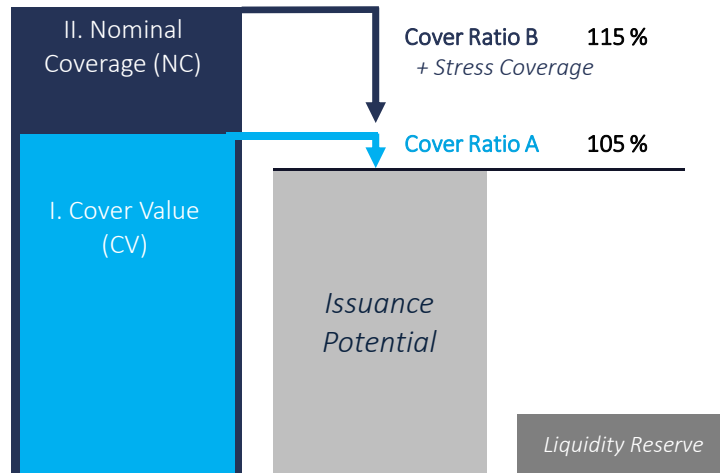 II. Nominal
Coverage (NC)
Cover Ratio B 115 %
+ Stress Coverage
Cover Ratio A 105 %
I. Cover Value
(CV)
Issuance
Potential
Liquidity Reserve